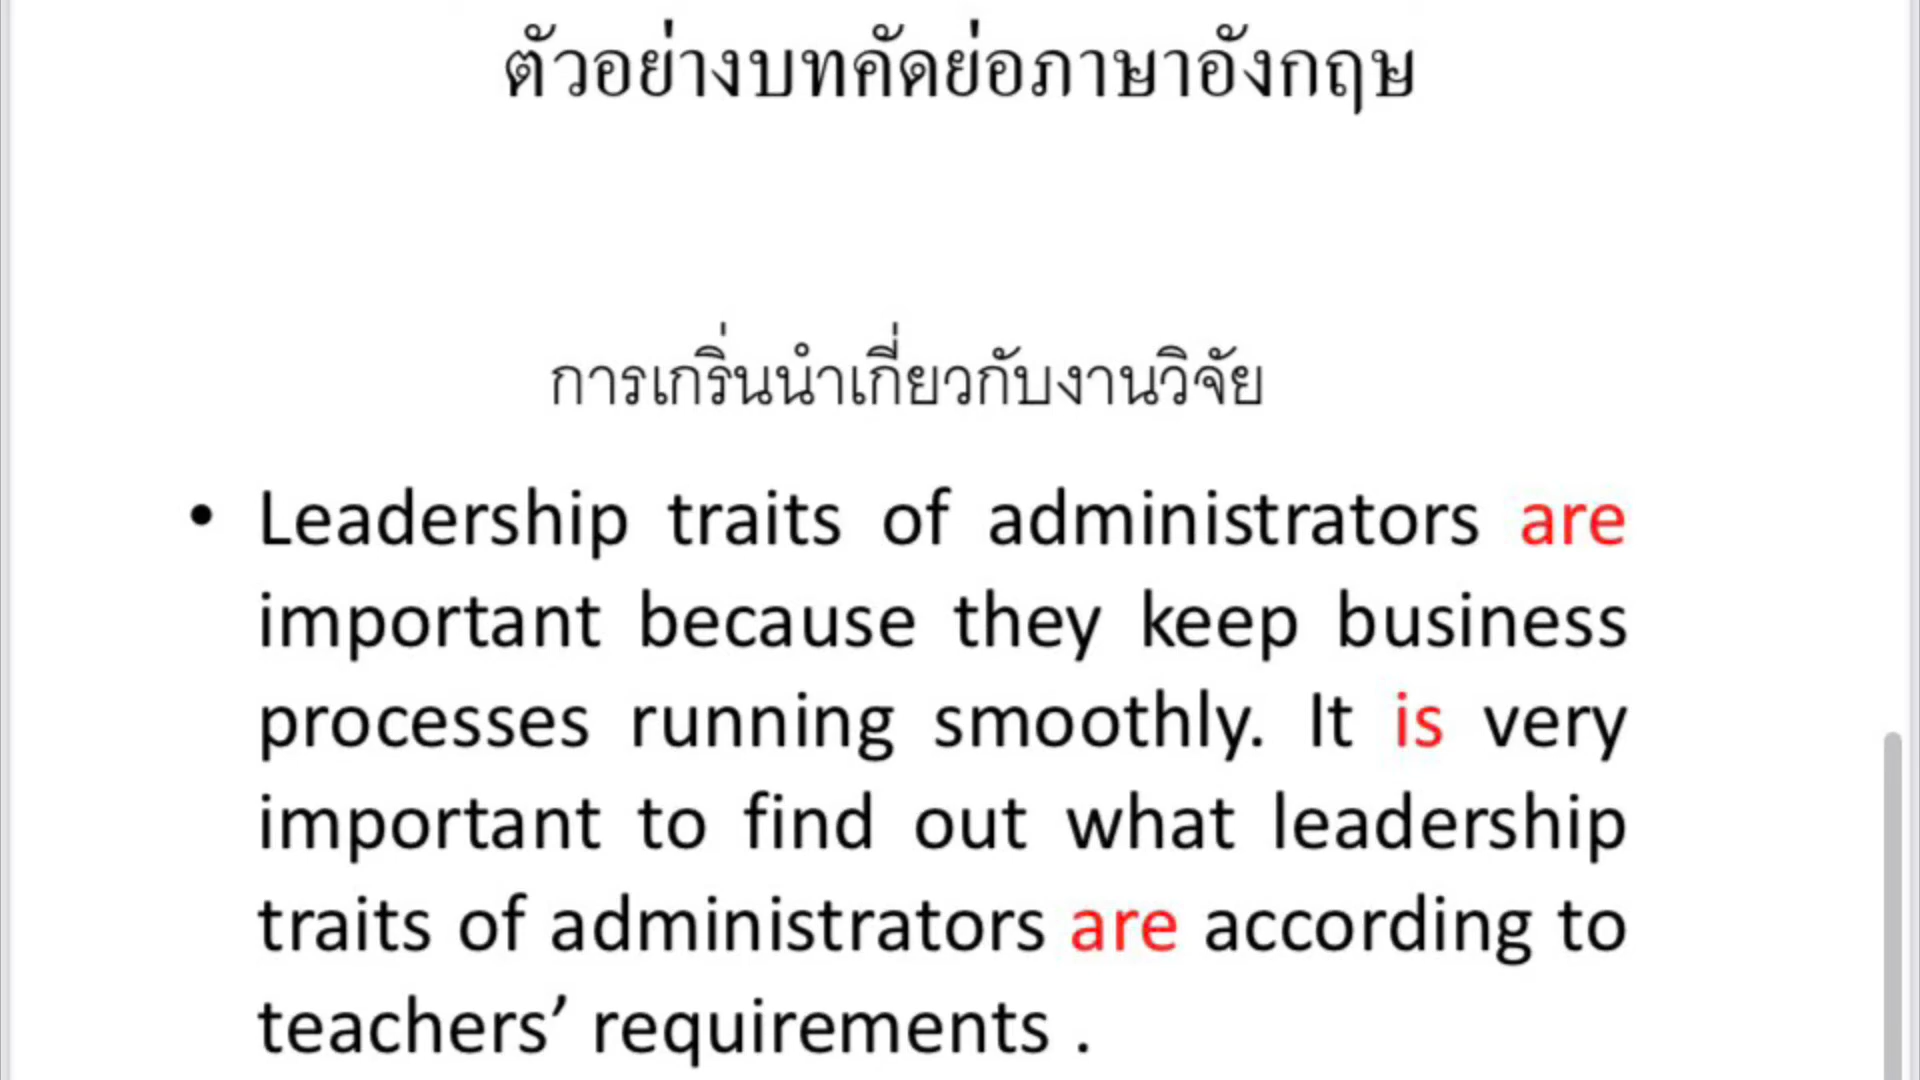 ตัวอย่างบทคัดย่อภาษาอังกฤษ
การเกริ่นนำเกี่ยวกับงานวิจัย
• Leadership traits of administrators are
important because they keep business
processes running smoothly. It is very
important to find out what leadership
traits of administrators are according to
teachers’ requirements .